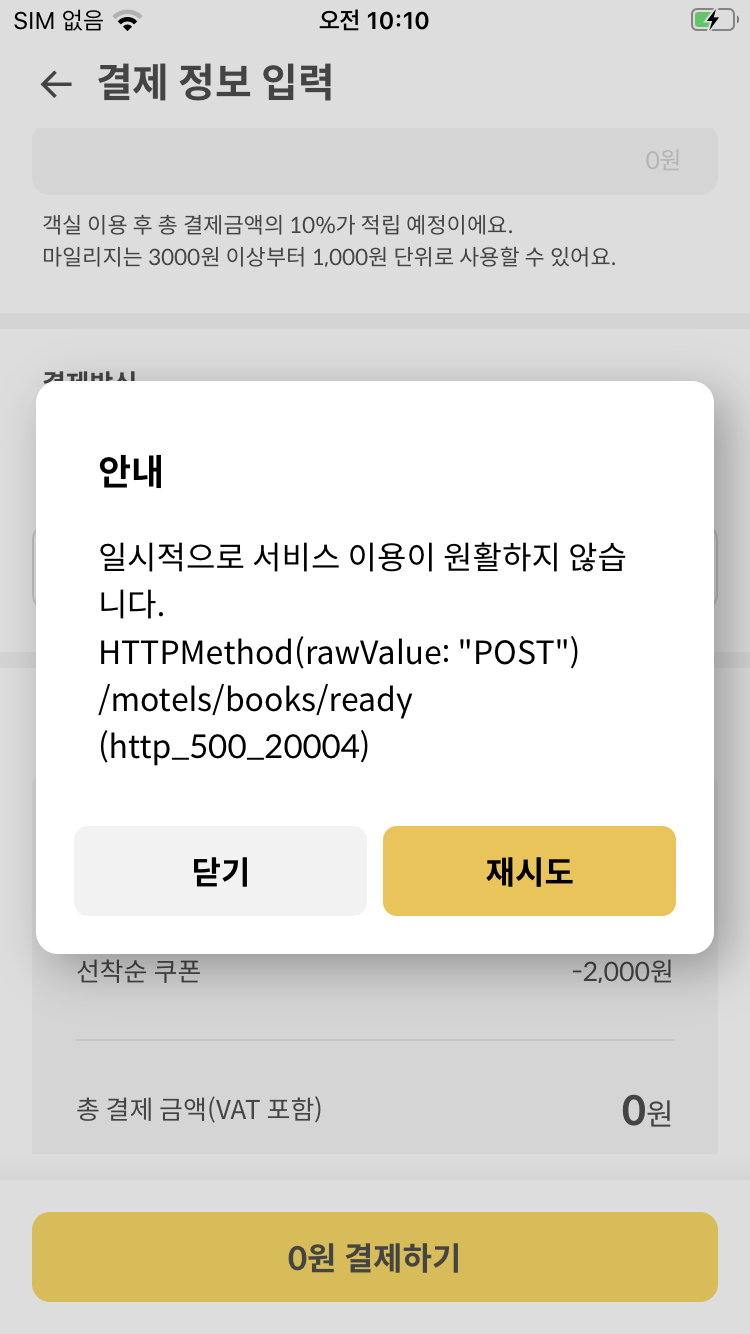 SIM 없음
오전 10:10
결제 정보 입력
0원
객실 이용 후 총 결제금액의 10%가 적립 예정이에요.
마일리지는 3000원 이상부터 1,000원 단위로 사용할 수 있어요.
안내
일시적으로 서비스 이용이 원활하지 않습
니다.
HTTPMethod(rawValue: "POST")
/motels/books/ready
(http_500_20004)
닫기
재시도
선착순 쿠폰
-2,000원
총 결제 금액(VAT 포함)
0원
0원 결제하기